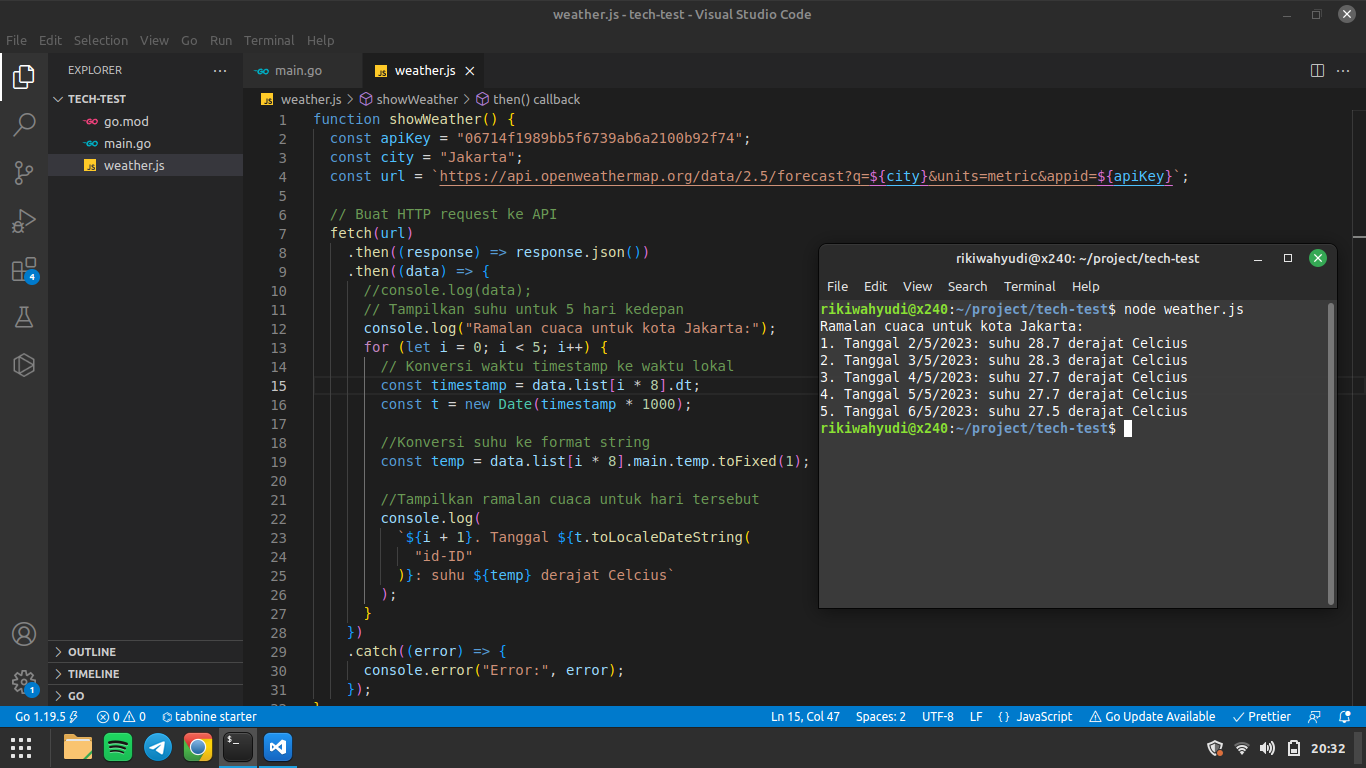 weather.js - tech-test - Visual Studio Code
File Edit Selection View Go Run Terminal Help
EXPLORER
TECH-TEST
go.mod
main.go
weather.js
OUTLINE
TIMELINE
GO
main.go
weather.js
weather.js > showWeather > then() callback
1 function showWeather() {
2 const apiKey = "06714f1989bb5f6739ab6a2100b92f74";
3 const city = "Jakarta";
4 const url = `https://api.openweathermap.org/data/2.5/forecast?q=${city}&units=metric&appid=${apiKey}`;
5
6 // Buat HTTP request ke API
7 fetch(url)
8 .then((response) => response.json())
9 .then((data) => {
10 //console.log(data);
11 // Tampilkan suhu untuk 5 hari kedepan
12 console.log("Ramalan cuaca untuk kota Jakarta:");
13 for (let i = 0; i < 5; i++) {
14 // Konversi waktu timestamp ke waktu lokal
15 const timestamp = data.list[i * 8].dt;
16 const t = new Date(timestamp * 1000);
17
18 //Konversi suhu ke format string
19 const temp = data.list[i * 8].main.temp.toFixed(1);
20
21 //Tampilkan ramalan cuaca untuk hari tersebut
22 console.log(
23 `${i + 1}. Tanggal ${t.toLocaleDateString(
24 "id-ID"
25 )}: suhu ${temp} derajat Celcius`
26 );
27 }
28 })
29 .catch((error) => {
30 console.error("Error:", error);
31 });
rikiwahyudi@x240: ~/project/tech-test
File Edit View Search Terminal Help
rikiwahyudi@x240:~/project/tech-test$ node weather.js
Ramalan cuaca untuk kota Jakarta:
1. Tanggal 2/5/2023: suhu 28.7 derajat Celcius
2. Tanggal 3/5/2023: suhu 28.3 derajat Celcius
3. Tanggal 4/5/2023: suhu 27.7 derajat Celcius
4. Tanggal 5/5/2023: suhu 27.7 derajat Celcius
5. Tanggal 6/5/2023: suhu 27.5 derajat Celcius
rikiwahyudi@x240:~/project/tech-test$
4
1
Go 1.19.5 0 0 tabnine starter
Ln 15, Col 47 Spaces: 2 UTF-8 LF {} JavaScript Go Update Available Prettier
20:32